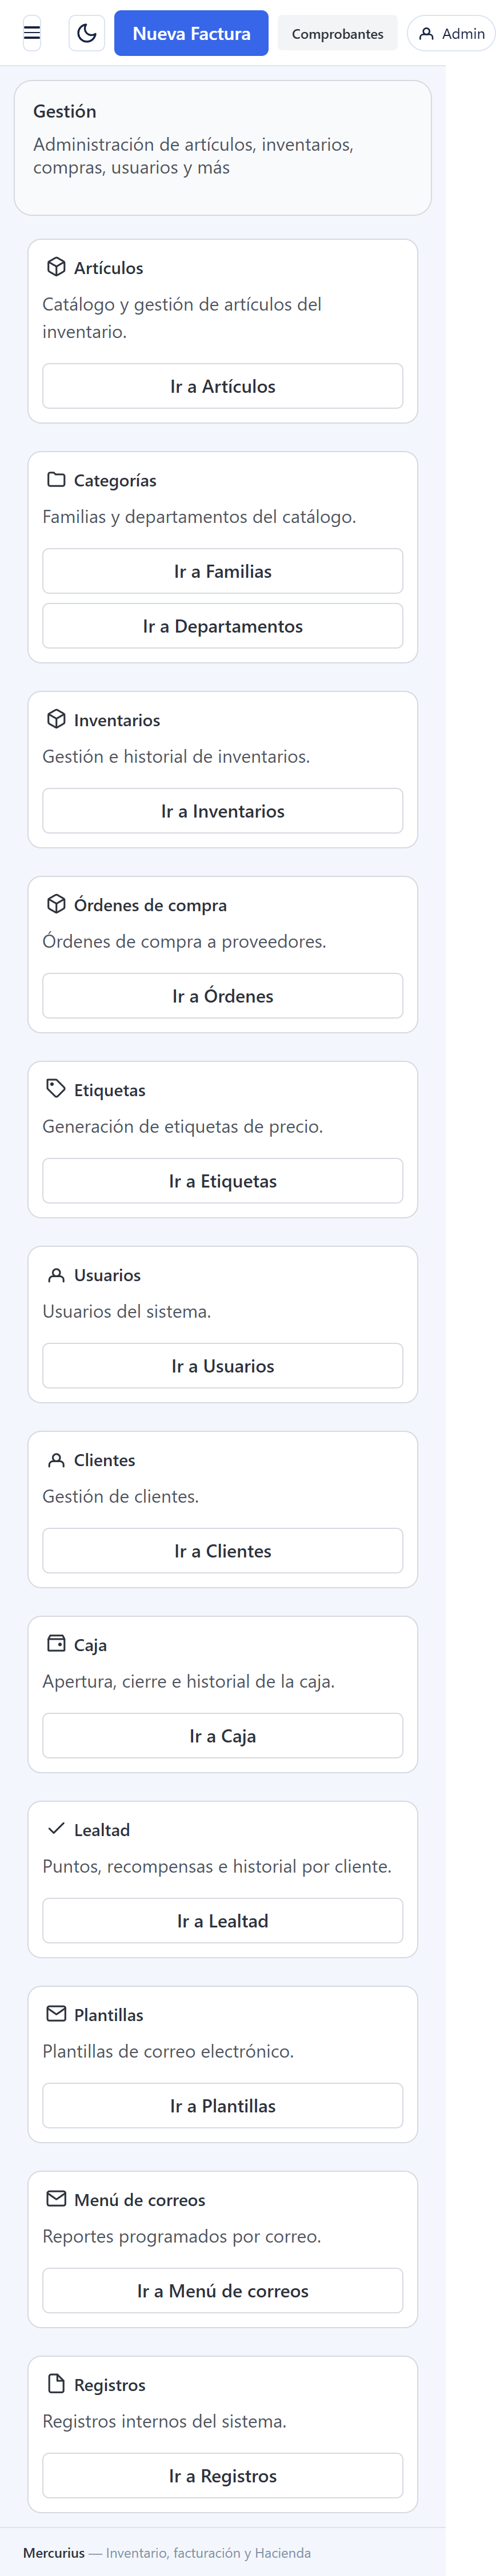 Nueva Factura
Comprobantes
Admin
Gestión
Administración de artículos, inventarios,
compras, usuarios y más
Artículos
Catálogo y gestión de artículos del
inventario.
Ir a Artículos
Categorías
Familias y departamentos del catálogo.
Ir a Familias
Ir a Departamentos
Inventarios
Gestión e historial de inventarios.
Ir a Inventarios
Órdenes de compra
Órdenes de compra a proveedores.
Ir a Órdenes
Etiquetas
Generación de etiquetas de precio.
Ir a Etiquetas
Usuarios
Usuarios del sistema.
Ir a Usuarios
Clientes
Gestión de clientes.
Ir a Clientes
Caja
Apertura, cierre e historial de la caja.
Ir a Caja
Lealtad
Puntos, recompensas e historial por cliente.
Ir a Lealtad
Plantillas
Plantillas de correo electrónico.
Ir a Plantillas
Menú de correos
Reportes programados por correo.
Ir a Menú de correos
Registros
Registros internos del sistema.
Ir a Registros
Mercurius — Inventario, facturación y Hacienda